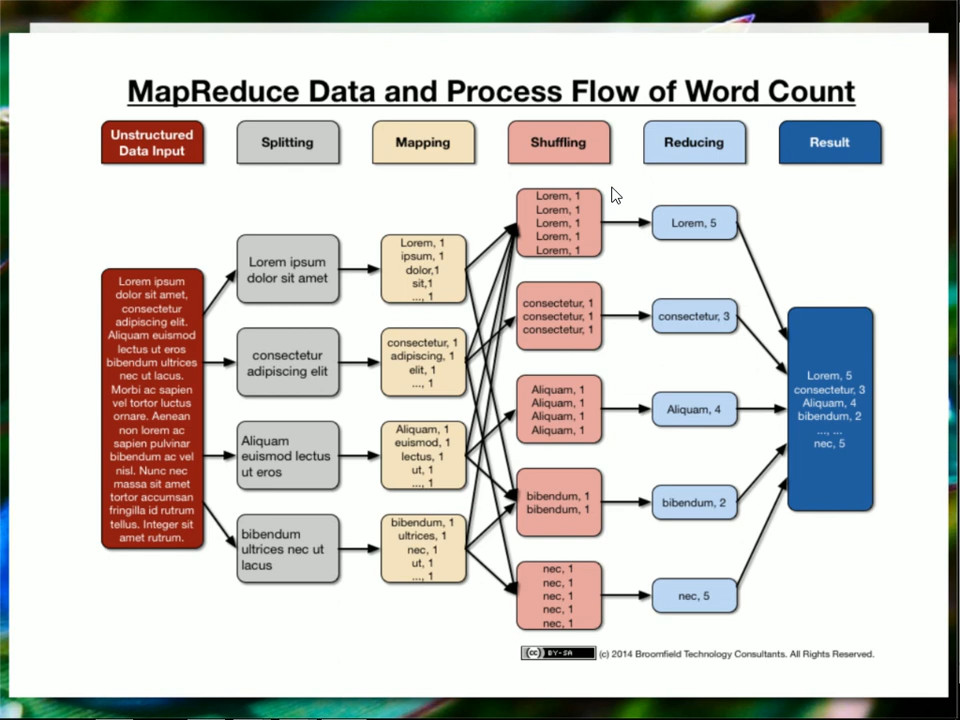 MapReduce Data and Process Flow of Word Count
Unstructured
Data Input
Splitting
Mapping
Shuffling
Reducing
Result
Lorem ipsum
dolor sit amet,
consectetur
adipiscing elit.
Aliquam euismod
lectus ut eros
bibendum ultrices
nec ut lacus.
Morbi ac sapien
vel tortor luctus
ornare. Aenean
non lorem ac
sapien pulvinar
bibendum ac vel
nisl. Nunc nec
massa sit amet
tortor accumsan
fringilla id rutrum
tellus. Integer sit
amet rutrum.
Lorem ipsum
dolor sit amet
consectetur
adipiscing elit
Aliquam
euismod lectus
ut eros
bibendum
ultrices nec ut
lacus
Lorem, 1
ipsum, 1
dolor,1
sit,1
..., 1
consectetur, 1
adipiscing, 1
elit, 1
..., 1
Aliquam, 1
euismod, 1
lectus, 1
ut, 1
..., 1
bibendum, 1
ultrices, 1
nec, 1
ut, 1
..., 1
Lorem, 1
Lorem, 1
Lorem, 1
Lorem, 1
Lorem, 1
consectetur, 1
consectetur, 1
consectetur, 1
Aliquam, 1
Aliquam, 1
Aliquam, 1
Aliquam, 1
bibendum, 1
bibendum, 1
nec, 1
nec, 1
nec, 1
nec, 1
nec, 1
Lorem, 5
consectetur, 3
Aliquam, 4
bibendum, 2
nec, 5
Lorem, 5
consectetur, 3
Aliquam, 4
bibendum, 2
..., ...
nec, 5
cc BY-SA (c) 2014 Broomfield Technology Consultants. All Rights Reserved.